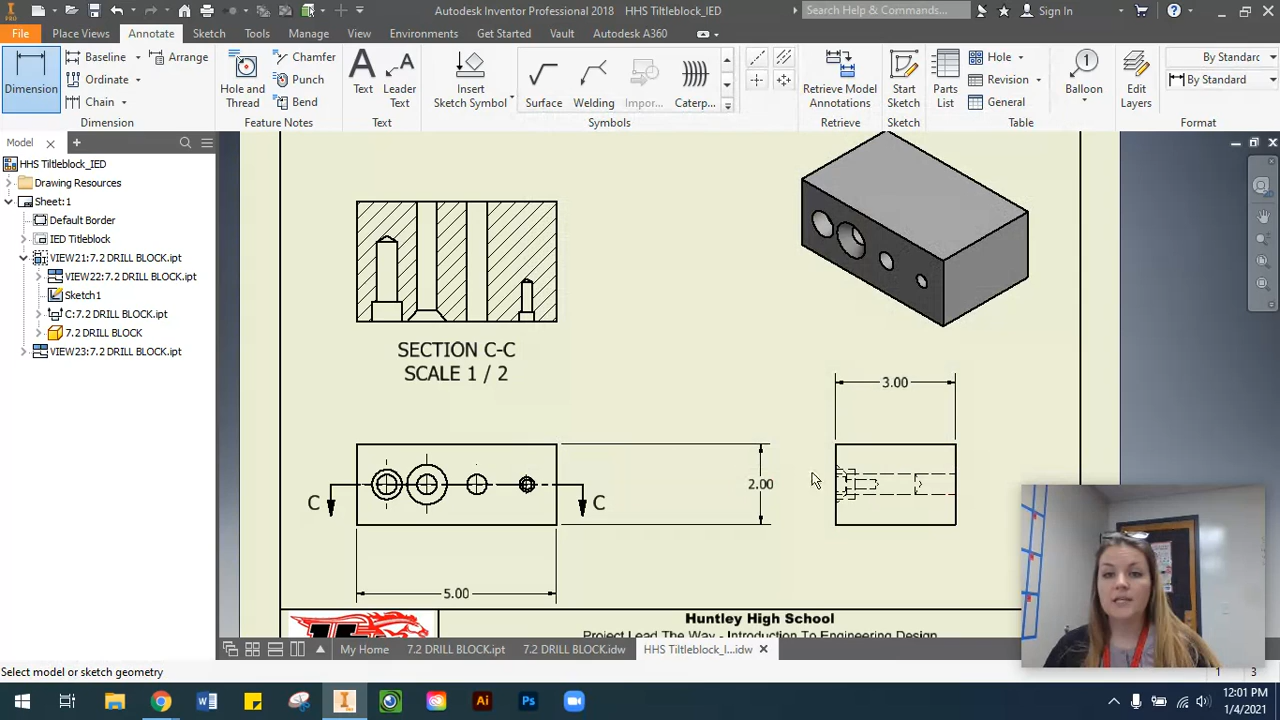 Autodesk Inventor Professional 2018 HHS Titleblock_IED
Search Help & Commands...
Sign In
File Place Views Annotate Sketch Tools Manage View Environments Get Started Vault Autodesk A360
Dimension
Baseline
Ordinate
Chain
Arrange
Dimension
Hole and Thread
Chamfer
Punch
Bend
Feature Notes
Text
Leader Text
Text
Insert Sketch Symbol
Surface
Welding
Impor...
Caterp...
Symbols
Retrieve Model Annotations
Retrieve
Start Sketch
Sketch
Parts List
Hole
Revision
General
Table
Balloon
Edit Layers
By Standarc
By Standard
Format
Model
HHS Tiltleblock_IED
Drawing Resources
Sheet:1
Default Border
IED Titleblock
VIEW21:7.2 DRILL BLOCK.ipt
VIEW22:7.2 DRILL BLOCK.ipt
Sketch1
C:7.2 DRILL BLOCK.ipt
7.2 DRILL BLOCK
VIEW23:7.2 DRILL BLOCK.ipt
SECTION C-C
SCALE 1 / 2
3.00
C
C
2.00
5.00
Huntley High School
Project Lead The Way - Introduction To Engineering Design
My Home 7.2 DRILL BLOCK.ipt 7.2 DRILL BLOCK.idw HHS Tiltleblock_I...idw
Select model or sketch geometry
1 3
12:01 PM
1/4/2021